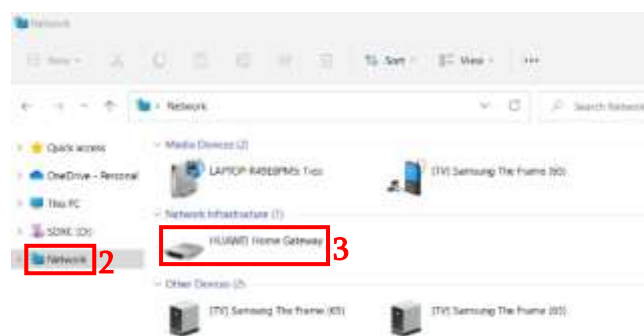 Network
New
Sort
View
Network
Search Network
Quick access
OneDrive - Personal
This PC
Network
2
Media Devices (2)
[TV] Samsung The Frame (65)
Network Infrastructure (1)
HUAWEI Home Gateway
3
Other Devices (2)
[TV] Samsung The Frame (65)
[TV] Samsung The Frame (65)